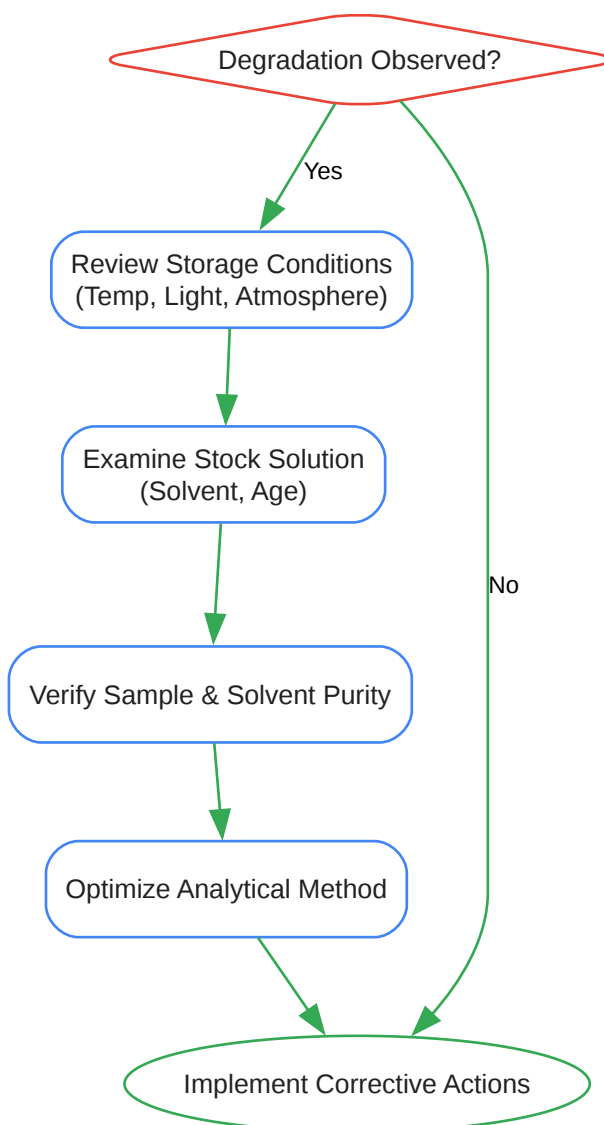 Degradation Observed?
Yes
Review Storage Conditions
(Temp, Light, Atmosphere)
Examine Stock Solution
(Solvent, Age)
No
Verify Sample & Solvent Purity
Optimize Analytical Method
Implement Corrective Actions